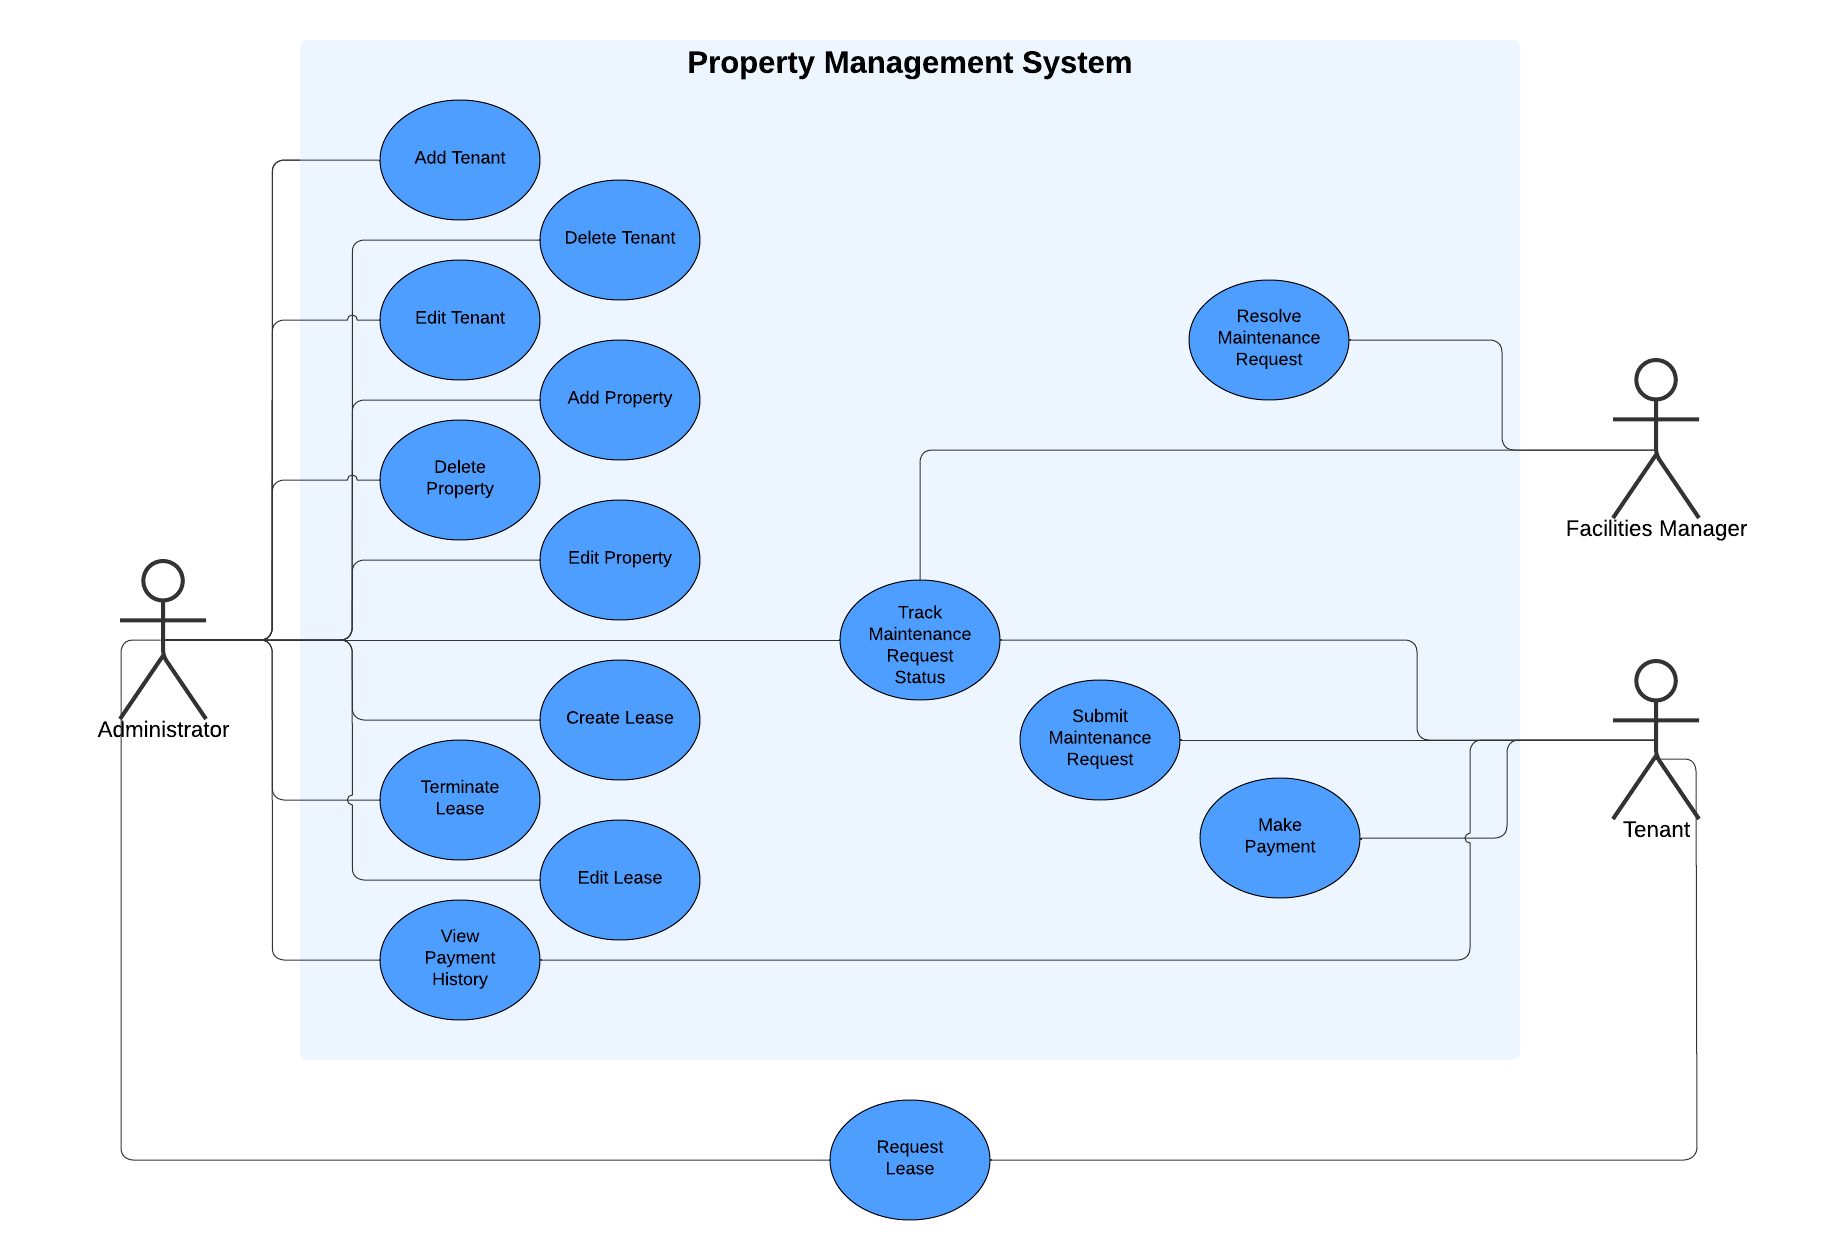 Property Management System
Add Tenant
Delete Tenant
Edit Tenant
Resolve
Maintenance
Request
Add Property
Delete
Property
Facilities Manager
Edit Property
Track
Maintenance
Request
Status
Administrator
Create Lease
Submit
Maintenance
Request
Terminate
Lease
Make
Payment
Tenant
Edit Lease
View
Payment
History
Request
Lease